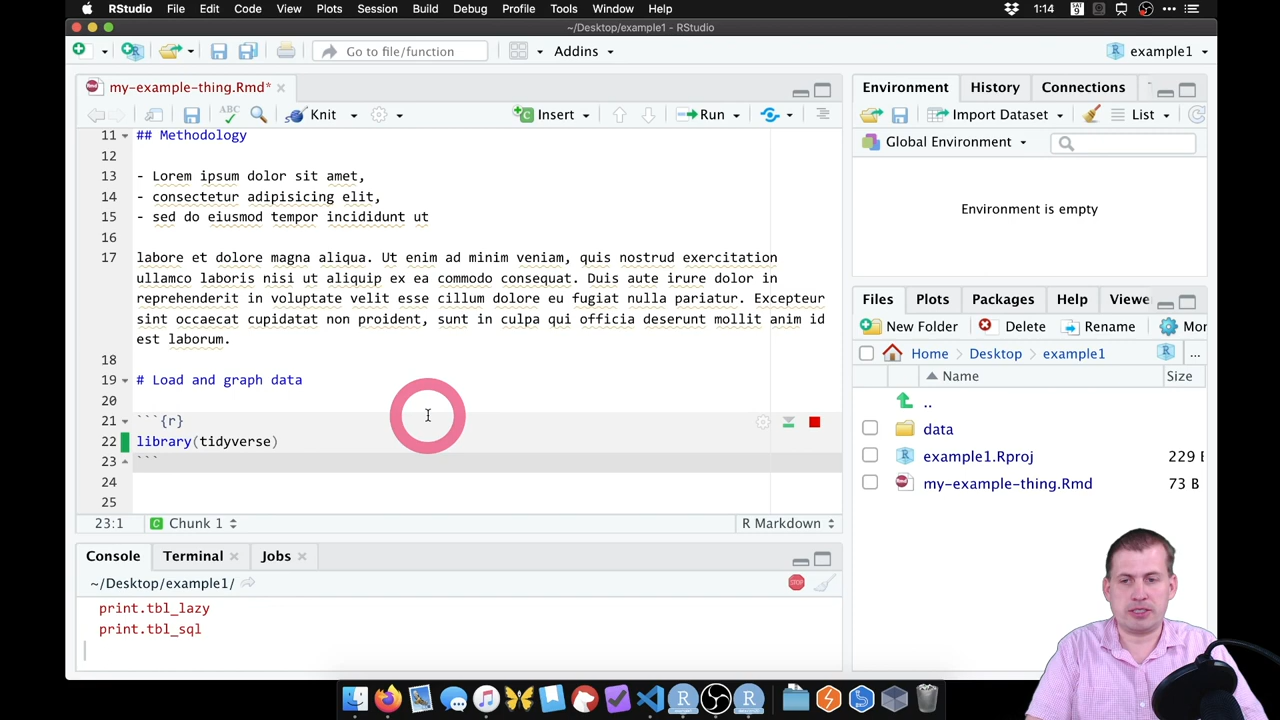 RStudio File Edit Code View Plots Session Build Debug Profile Tools Window Help 1:14 SAT 9
~/Desktop/example1 - RStudio
Go to file/function Addins example1
my-example-thing.Rmd*
ABC Knit Insert Run
11 ## Methodology
12
13 - Lorem ipsum dolor sit amet,
14 - consectetur adipisicing elit,
15 - sed do eiusmod tempor incididunt ut
16
17 labore et dolore magna aliqua. Ut enim ad minim veniam, quis nostrud exercitation
ullamco laboris nisi ut aliquip ex ea commodo consequat. Duis aute irure dolor in
reprehenderit in voluptate velit esse cillum dolore eu fugiat nulla pariatur. Excepteur
sint occaecat cupidatat non proident, sunt in culpa qui officia deserunt mollit anim id
est laborum.
18
19 # Load and graph data
20
21 ```{r}
22 library(tidyverse)
23 ```
24
25
23:1 Chunk 1 R Markdown
Console Terminal Jobs
~/Desktop/example1/ STOP
print.tbl_lazy
print.tbl_sql
Environment History Connections
Import Dataset List
Global Environment
Environment is empty
Files Plots Packages Help Viewe
New Folder Delete Rename Mor
Home Desktop example1 ...
Name Size
..
data
example1.Rproj 229 B
my-example-thing.Rmd 73 B